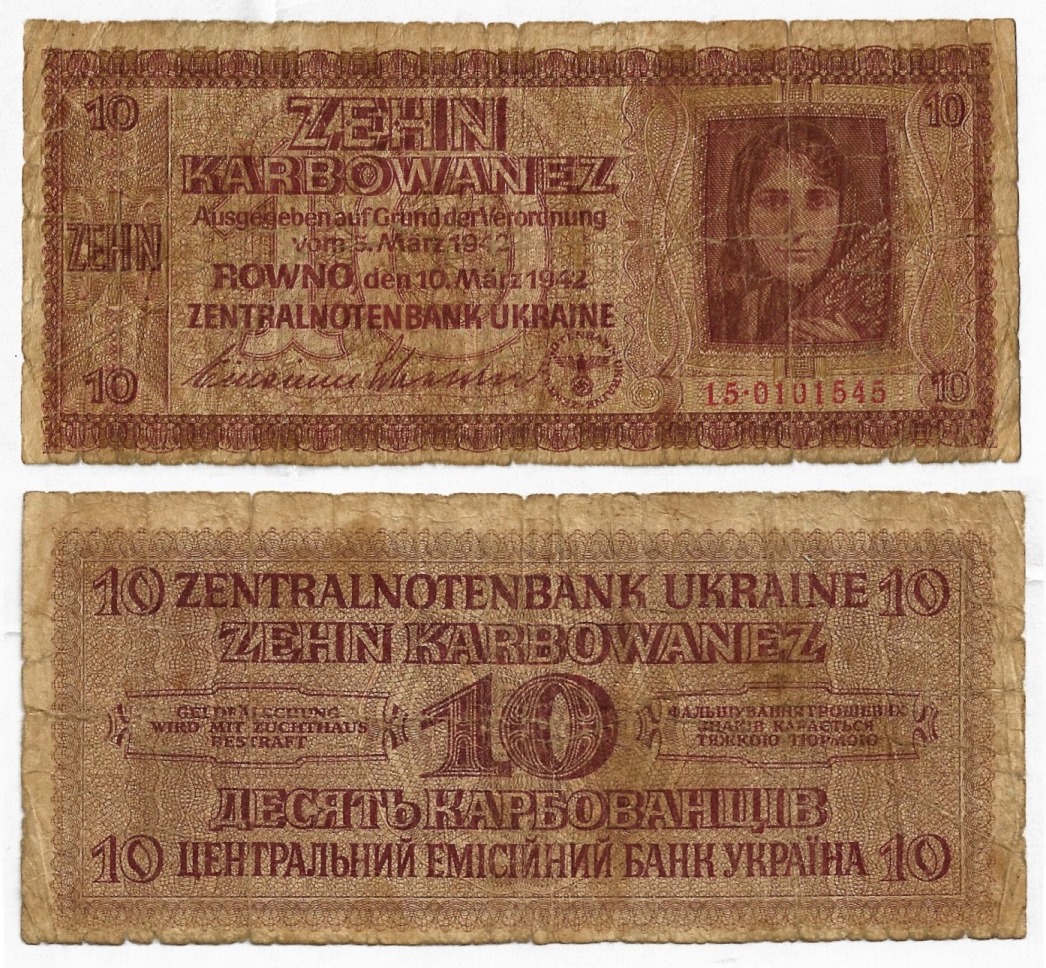 10 10
ZEHN
KARBOWANEZ
Ausgegeben auf Grund der Verordnung
vom 5. März 1942
ZEHN
ROWNO, den 10. März 1942
ZENTRALNOTENBANK UKRAINE
10 15·0101545 10
10 ZENTRALNOTENBANK UKRAINE 10
ZEHN KARBOWANEZ
GELDFÄLSCHUNG
WIRD MIT ZUCHTHAUS
BESTRAFT
10
ФАЛЬШУВАННЯ ГРОШЕВИХ
ЗНАКІВ КАРАЄТЬСЯ
ТЯЖКОЮ ТЮРМОЮ
ДЕСЯТЬ КАРБОВАНЦІВ
10 ЦЕНТРАЛЬНИЙ ЕМІСІЙНИЙ БАНК УКРАЇНА 10